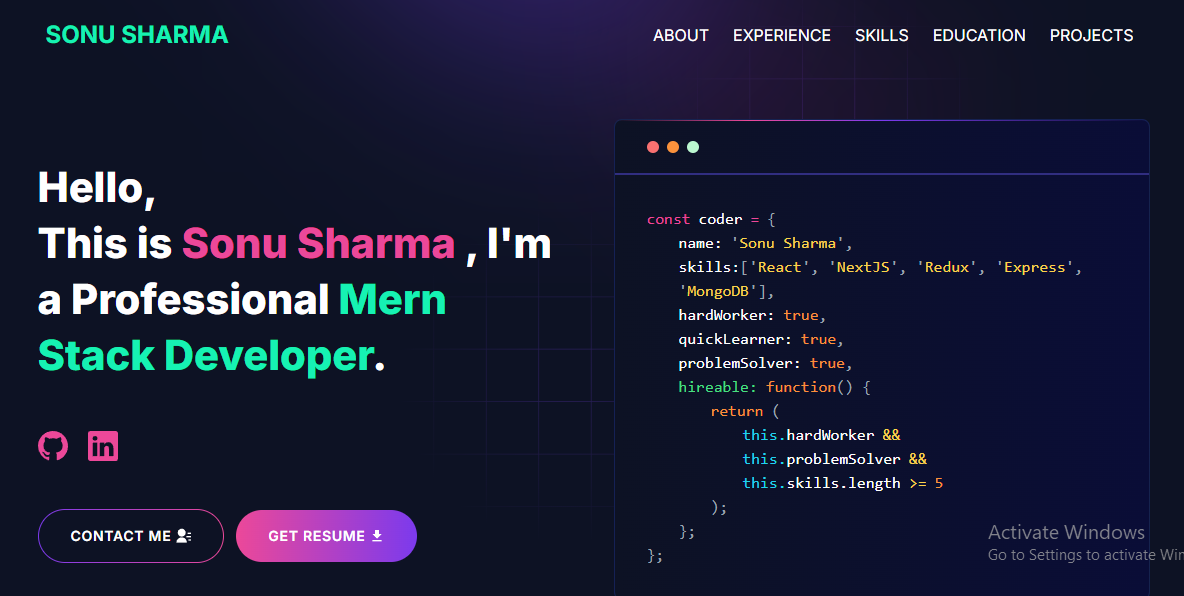 SONU SHARMA
ABOUT EXPERIENCE SKILLS EDUCATION PROJECTS
Hello,
This is Sonu Sharma , I'm
a Professional Mern
Stack Developer.
CONTACT ME GET RESUME
const coder = {
name: 'Sonu Sharma',
skills:['React', 'NextJS', 'Redux', 'Express',
'MongoDB'],
hardWorker: true,
quickLearner: true,
problemSolver: true,
hireable: function() {
return (
this.hardWorker &&
this.problemSolver &&
this.skills.length >= 5
);
};
};
Activate Windows
Go to Settings to activate Win